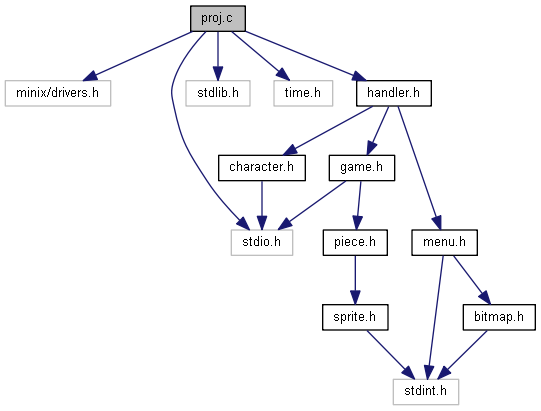 proj.c
minix/drivers.h
stdlib.h
time.h
handler.h
character.h
game.h
stdio.h
piece.h
menu.h
sprite.h
bitmap.h
stdint.h